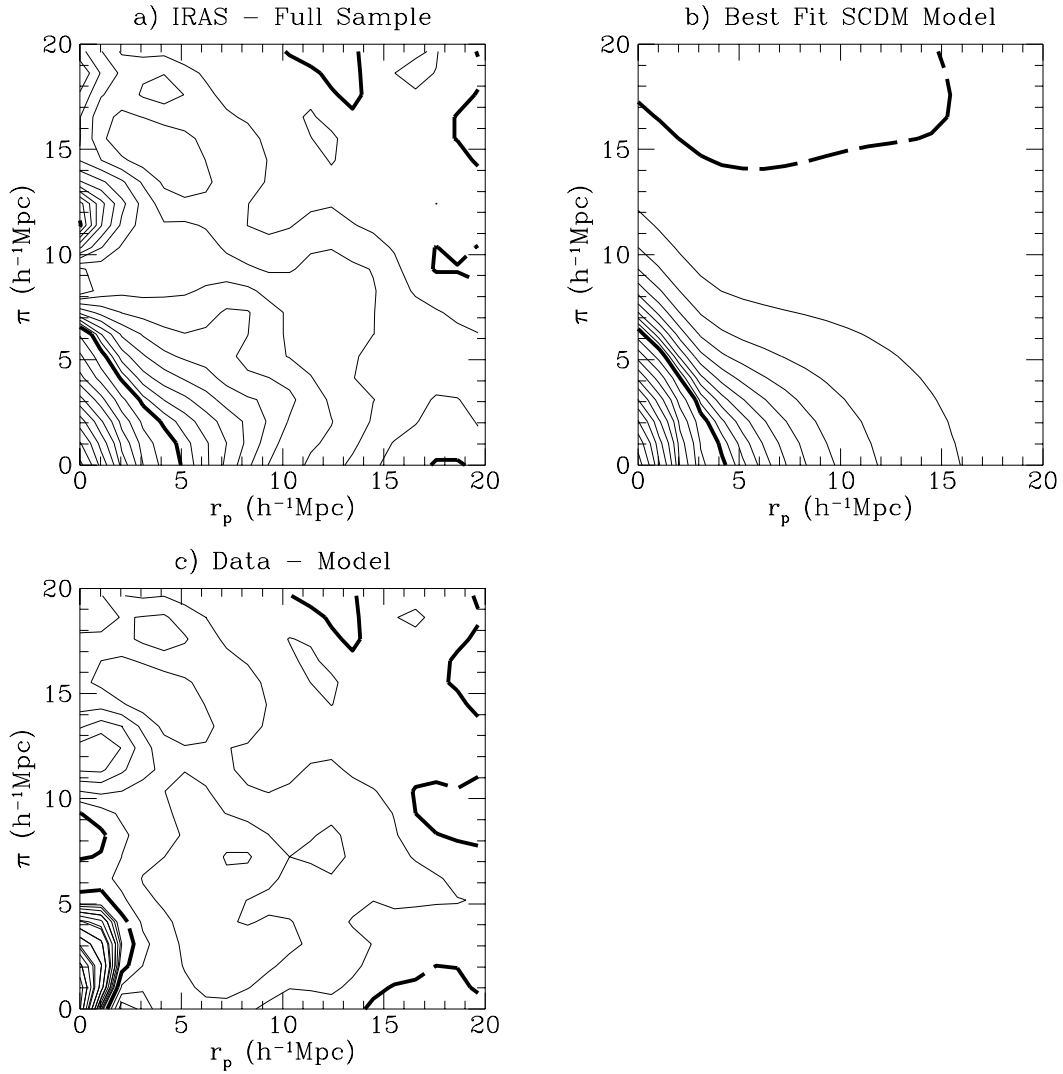 a) IRAS – Full Sample
20
15
10
5
0
π (h⁻¹Mpc)
0 5 10 15 20
r_p (h⁻¹Mpc)
b) Best Fit SCDM Model
20
15
10
5
0
π (h⁻¹Mpc)
0 5 10 15 20
r_p (h⁻¹Mpc)
c) Data – Model
20
15
10
5
0
π (h⁻¹Mpc)
0 5 10 15 20
r_p (h⁻¹Mpc)